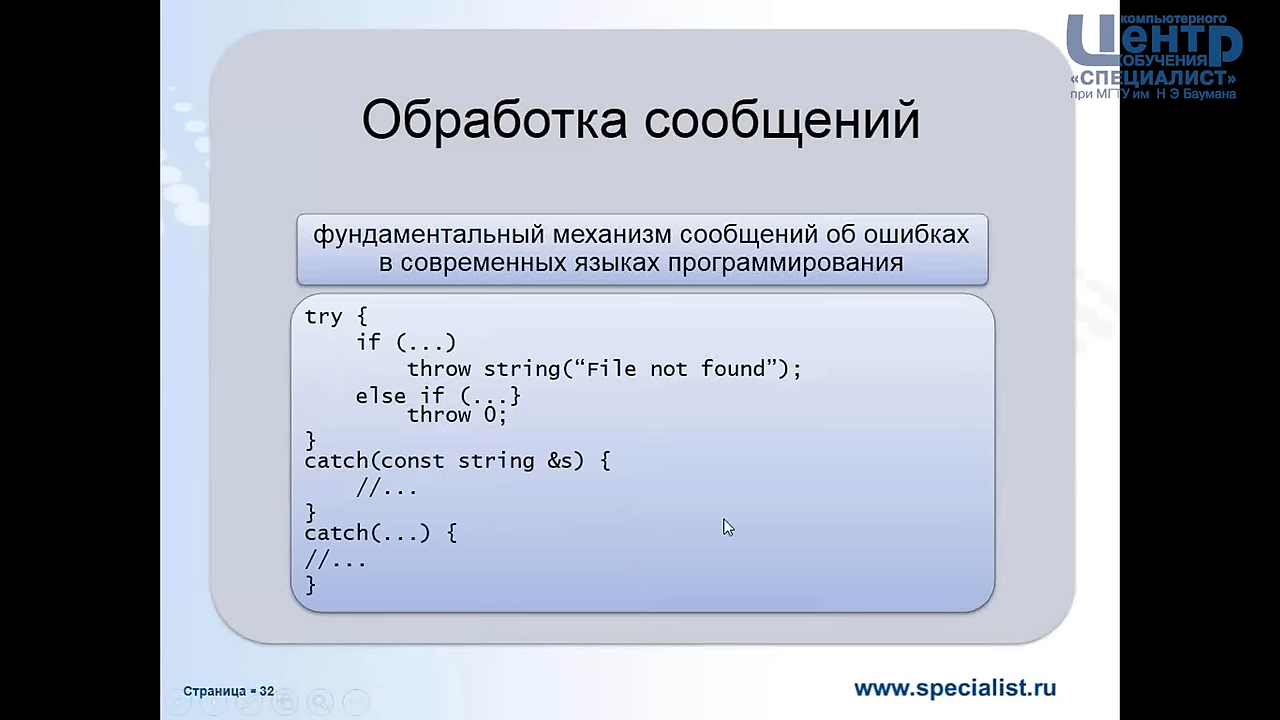 компьютерного
Центр
ОБУЧЕНИЯ
«СПЕЦИАЛИСТ»
при МГТУ им Н Э Баумана
Обработка сообщений
фундаментальный механизм сообщений об ошибках
в современных языках программирования
try {
    if (...)
        throw string(“File not found”);
    else if (...}
        throw 0;
}
catch(const string &s) {
    //...
}
catch(...) {
//...
}
Страница = 32
www.specialist.ru